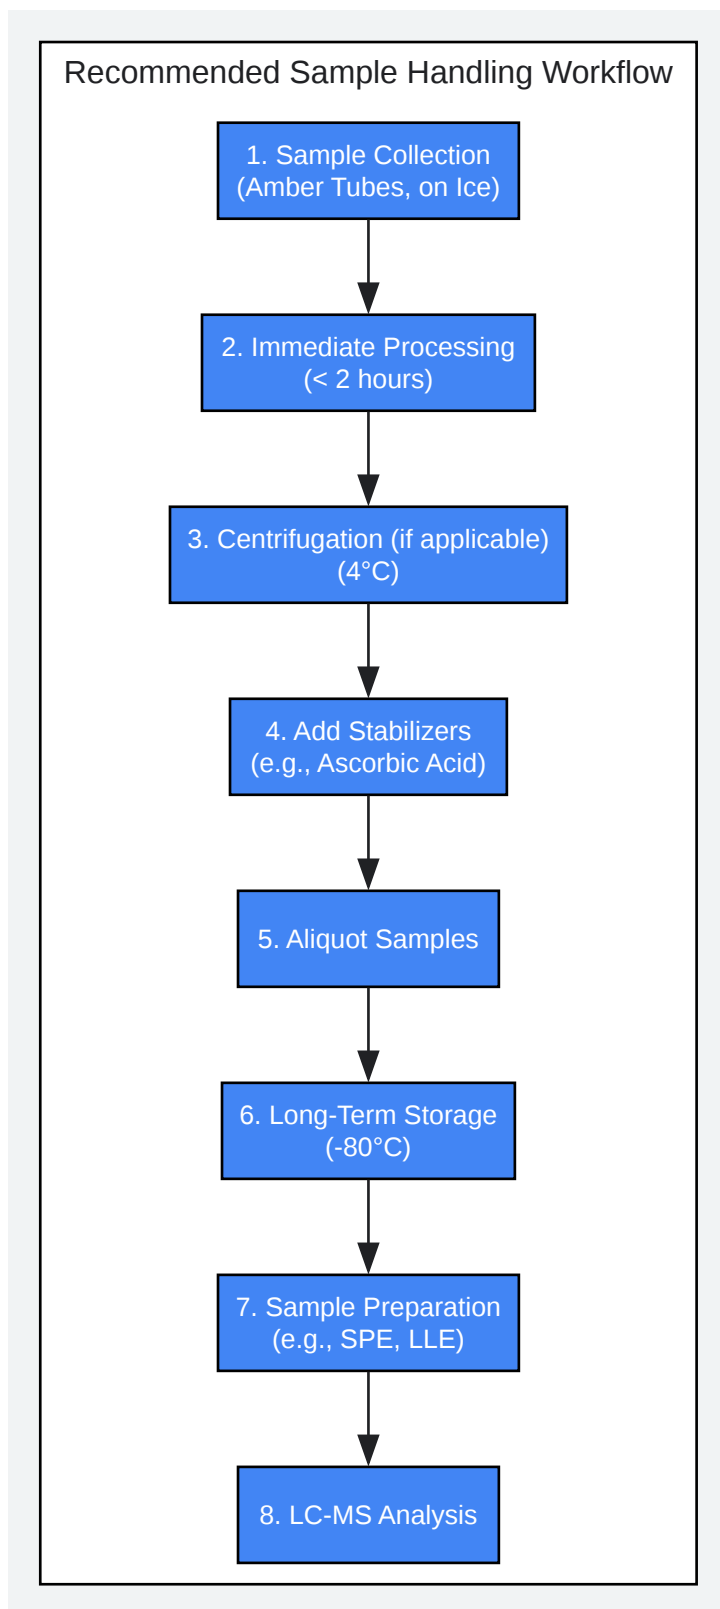 Recommended Sample Handling Workflow
1. Sample Collection
(Amber Tubes, on Ice)
2. Immediate Processing
(< 2 hours)
3. Centrifugation (if applicable)
(4°C)
4. Add Stabilizers
(e.g., Ascorbic Acid)
5. Aliquot Samples
6. Long-Term Storage
(-80°C)
7. Sample Preparation
(e.g., SPE, LLE)
8. LC-MS Analysis